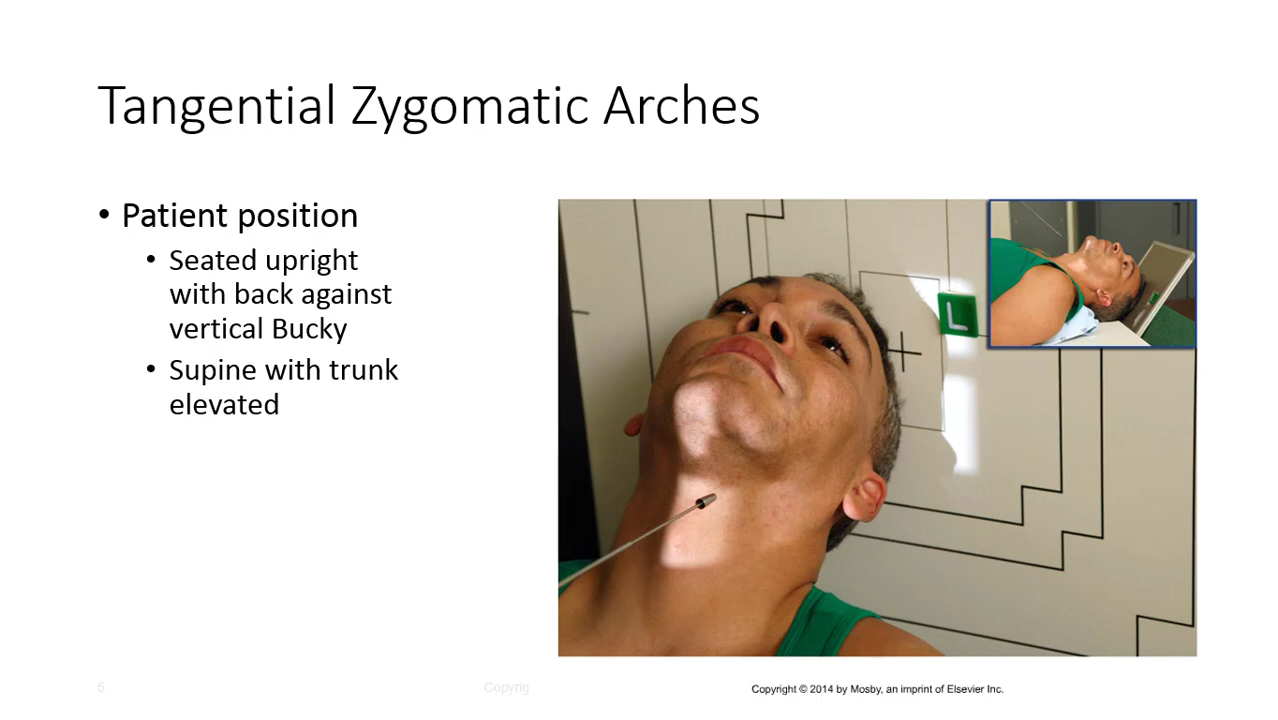 Tangential Zygomatic Arches
• Patient position
• Seated upright
with back against
vertical Bucky
• Supine with trunk
elevated
L
5
Copyrig
Copyright © 2014 by Mosby, an imprint of Elsevier Inc.